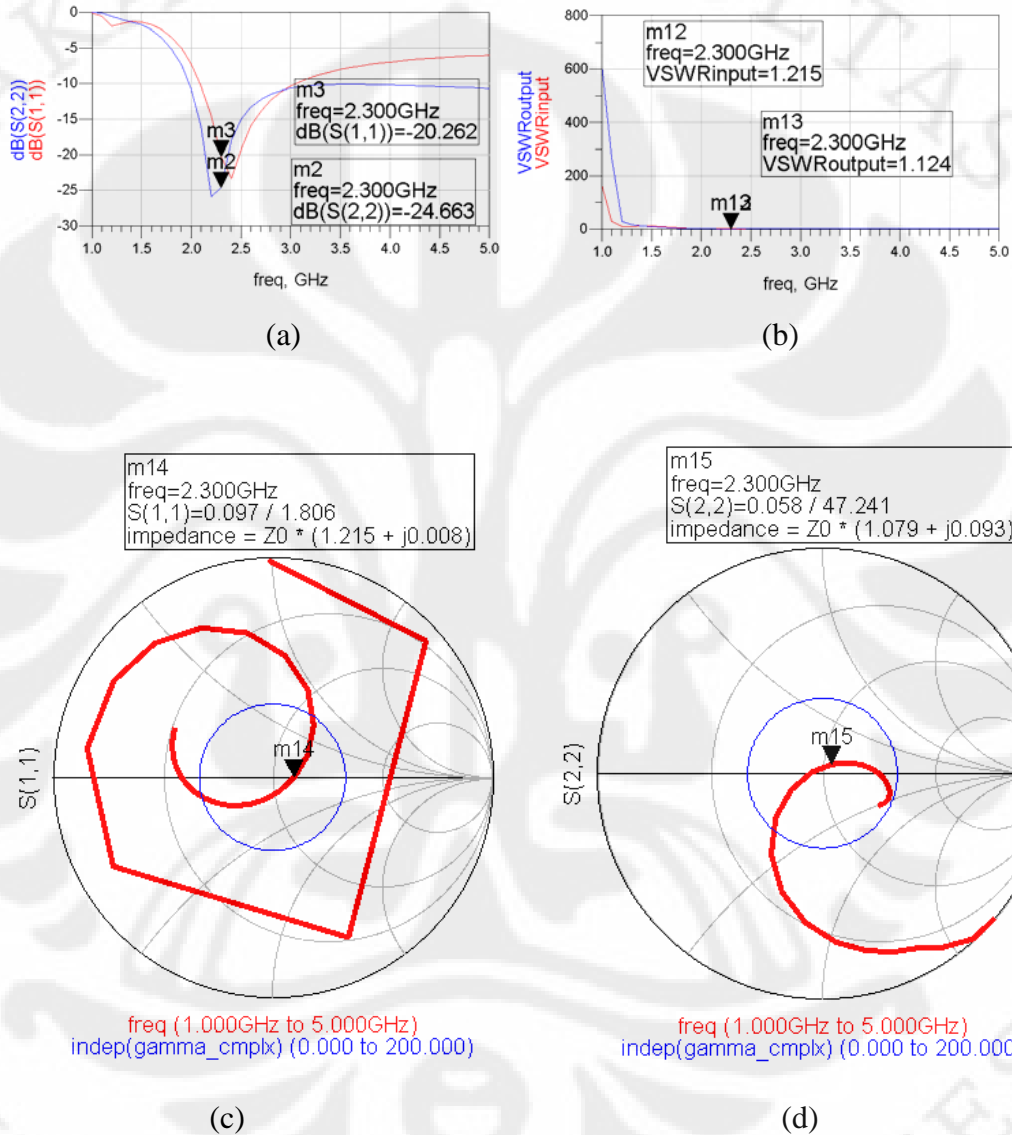 0
-5
-10
-15
-20
-25
-30
dB(S(2,2))
dB(S(1,1))
m3
m2
m3
freq=2.300GHz
dB(S(1,1))=-20.262
m2
freq=2.300GHz
dB(S(2,2))=-24.663
1.0 1.5 2.0 2.5 3.0 3.5 4.0 4.5 5.0
freq, GHz
(a)
800
600
400
200
0
VSWRoutput
VSWRinput
m12
freq=2.300GHz
VSWRinput=1.215
m13
freq=2.300GHz
VSWRoutput=1.124
1.0 1.5 2.0 2.5 3.0 3.5 4.0 4.5 5.0
freq, GHz
(b)
m14
freq=2.300GHz
S(1,1)=0.097 / 1.806
impedance = Z0 * (1.215 + j0.008)
m14
S(1,1)
freq (1.000GHz to 5.000GHz)
indep(gamma_cmplx) (0.000 to 200.000)
(c)
m15
freq=2.300GHz
S(2,2)=0.058 / 47.241
impedance = Z0 * (1.079 + j0.093)
m15
S(2,2)
freq (1.000GHz to 5.000GHz)
indep(gamma_cmplx) (0.000 to 200.000
(d)